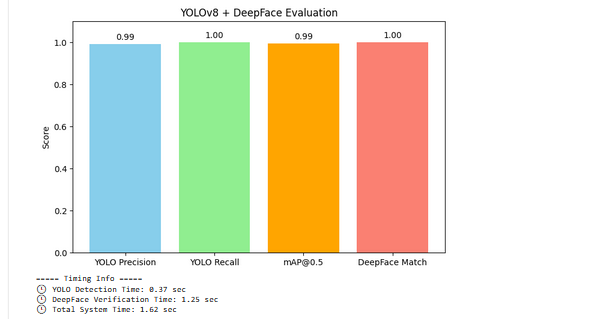 YOLOv8 + DeepFace Evaluation
0.99
1.00
0.99
1.00
1.0
0.8
0.6
0.4
0.2
0.0
Score
YOLO Precision
YOLO Recall
mAP@0.5
DeepFace Match
----- Timing Info -----
🕒 YOLO Detection Time: 0.37 sec
🕒 DeepFace Verification Time: 1.25 sec
🕒 Total System Time: 1.62 sec